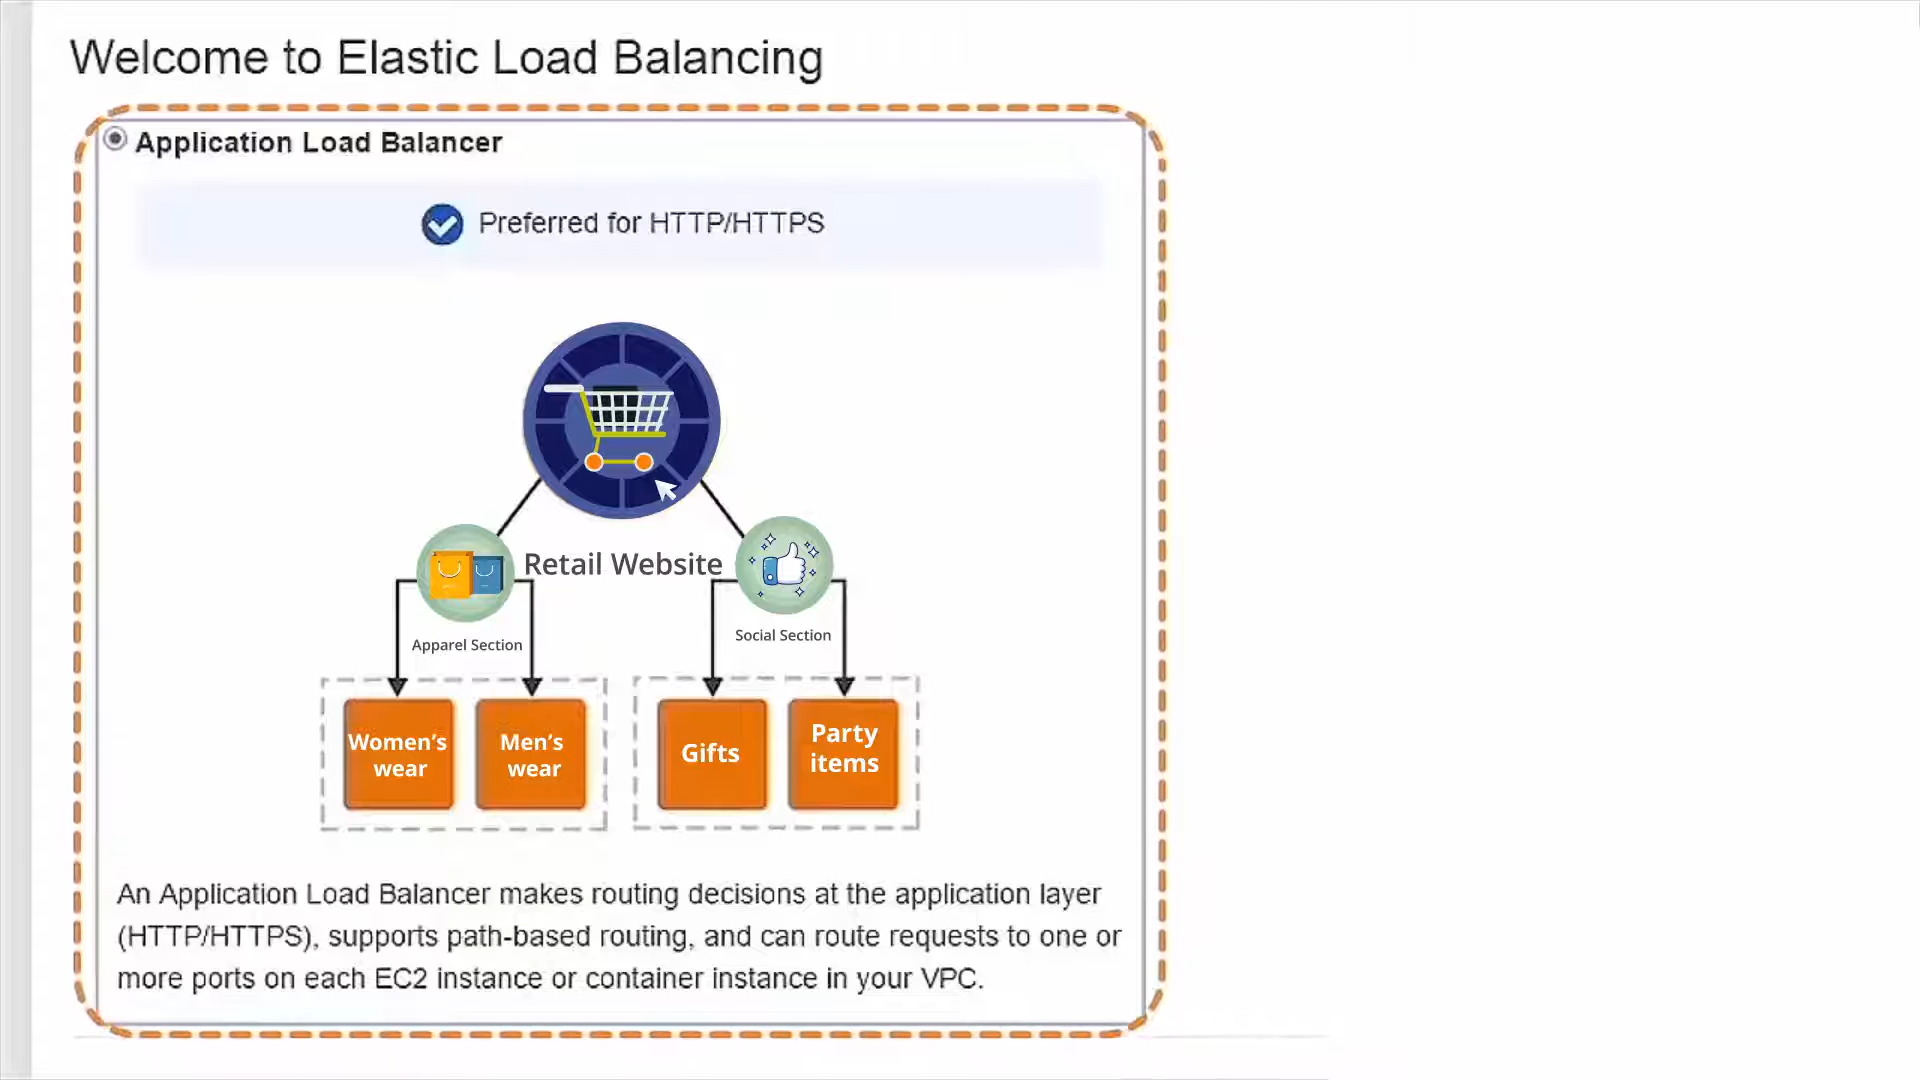 Welcome to Elastic Load Balancing
Application Load Balancer
Preferred for HTTP/HTTPS
Retail Website
Apparel Section
Social Section
Women’s
wear
Men’s
wear
Gifts
Party
items
An Application Load Balancer makes routing decisions at the application layer
(HTTP/HTTPS), supports path-based routing, and can route requests to one or
more ports on each EC2 instance or container instance in your VPC.